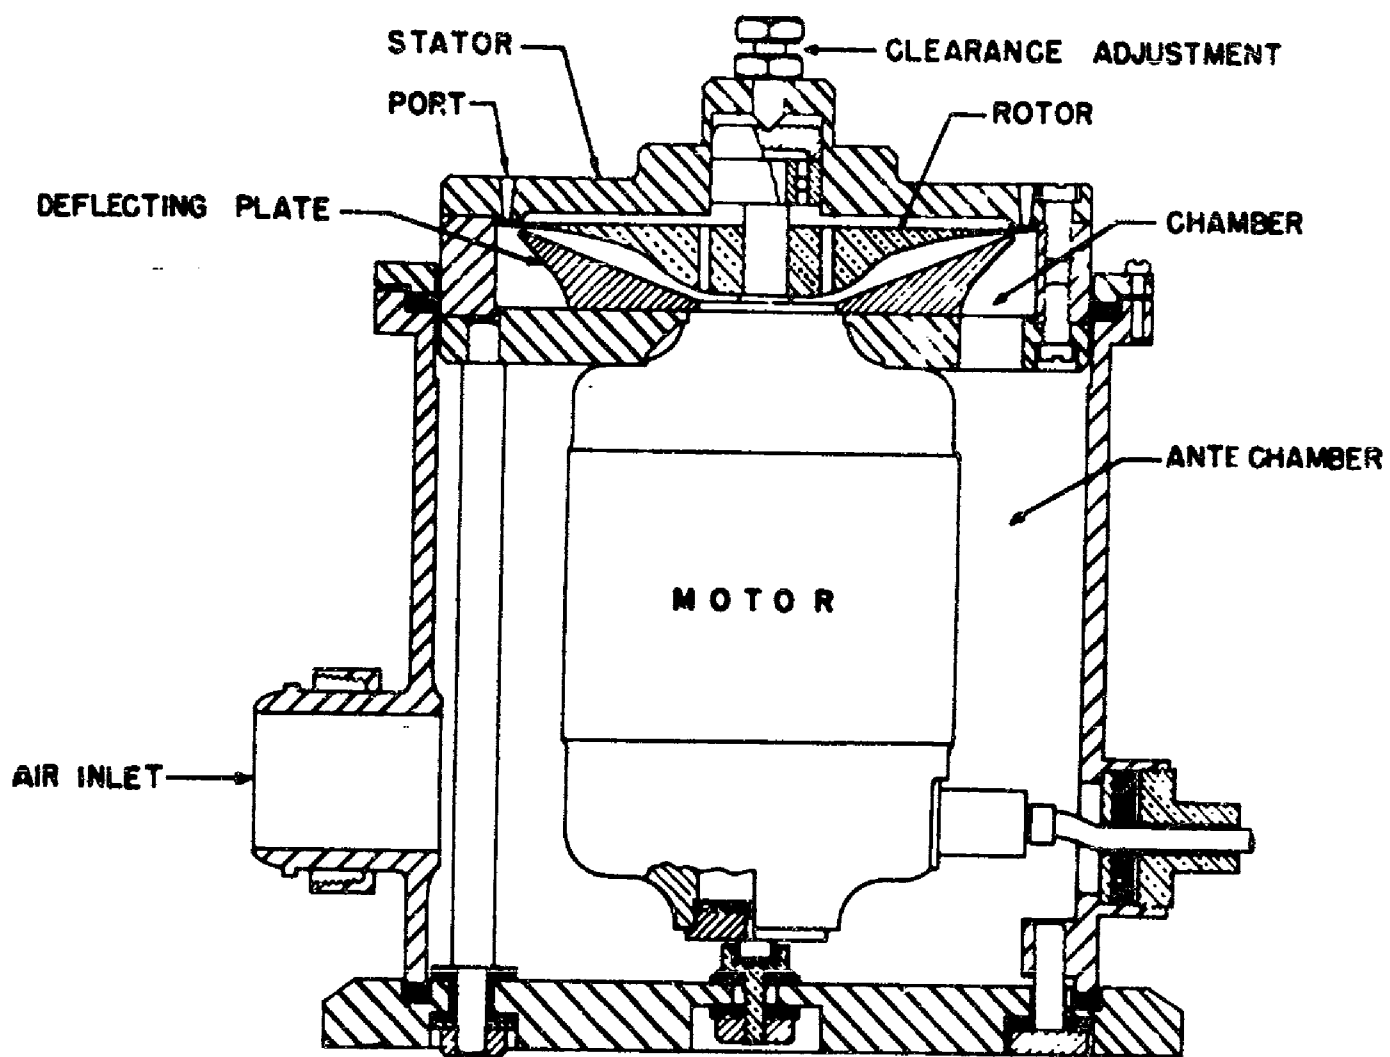 STATOR
CLEARANCE ADJUSTMENT
PORT
ROTOR
DEFLECTING PLATE
CHAMBER
ANTE CHAMBER
MOTOR
AIR INLET